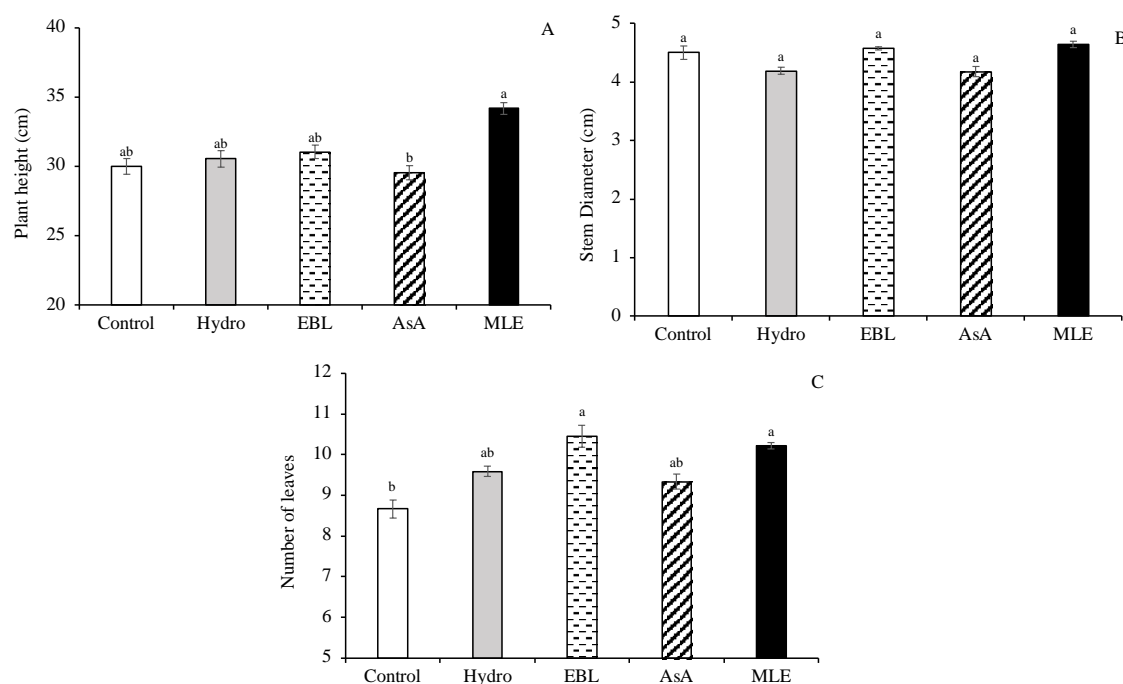 A
Plant height (cm)
40
35
30
25
20
ab
ab
ab
b
a
Control Hydro EBL AsA MLE
B
Stem Diameter (cm)
5
4
3
2
1
0
a
a
a
a
a
Control Hydro EBL AsA MLE
C
Number of leaves
12
11
10
9
8
7
6
5
b
ab
a
ab
a
Control Hydro EBL AsA MLE